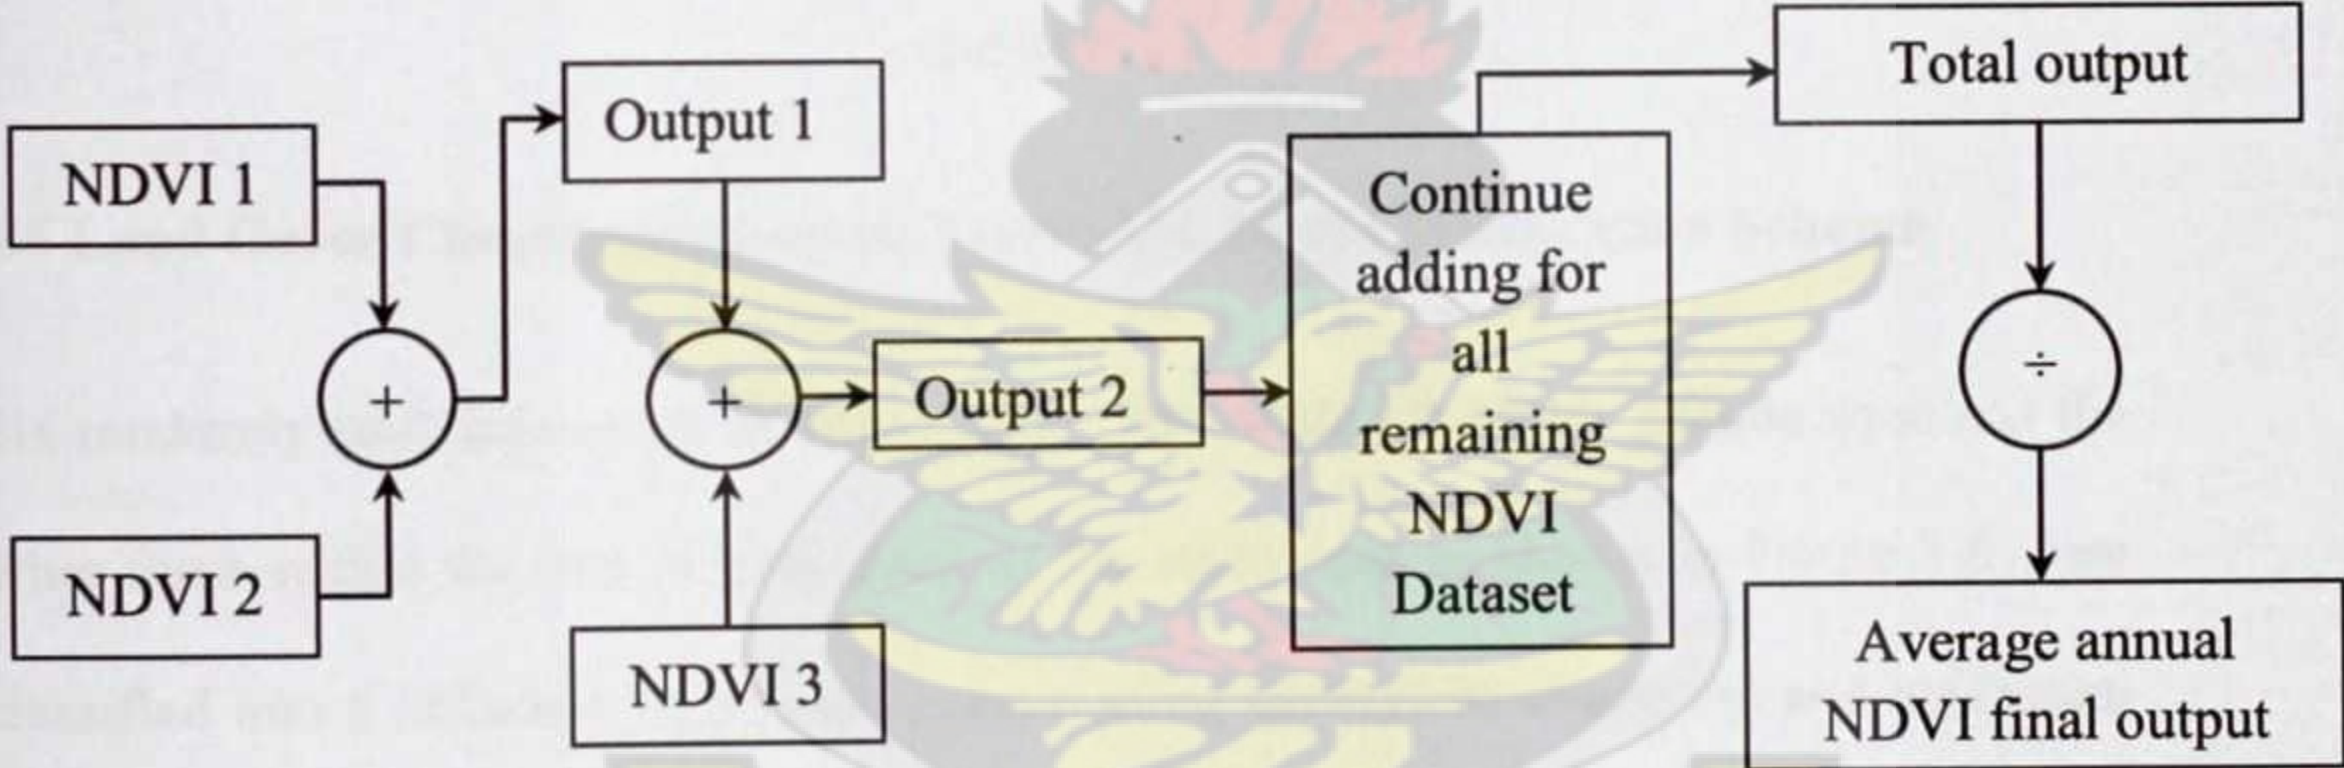 NDVI 1
NDVI 2
+
Output 1
+
NDVI 3
Output 2
Continue
adding for
all
remaining
NDVI
Dataset
Total output
÷
Average annual
NDVI final output